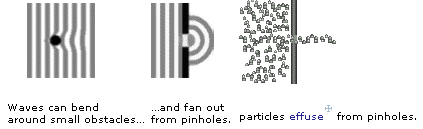 Waves can bend
around small obstacles...
...and fan out
from pinholes.
particles effuse from pinholes.